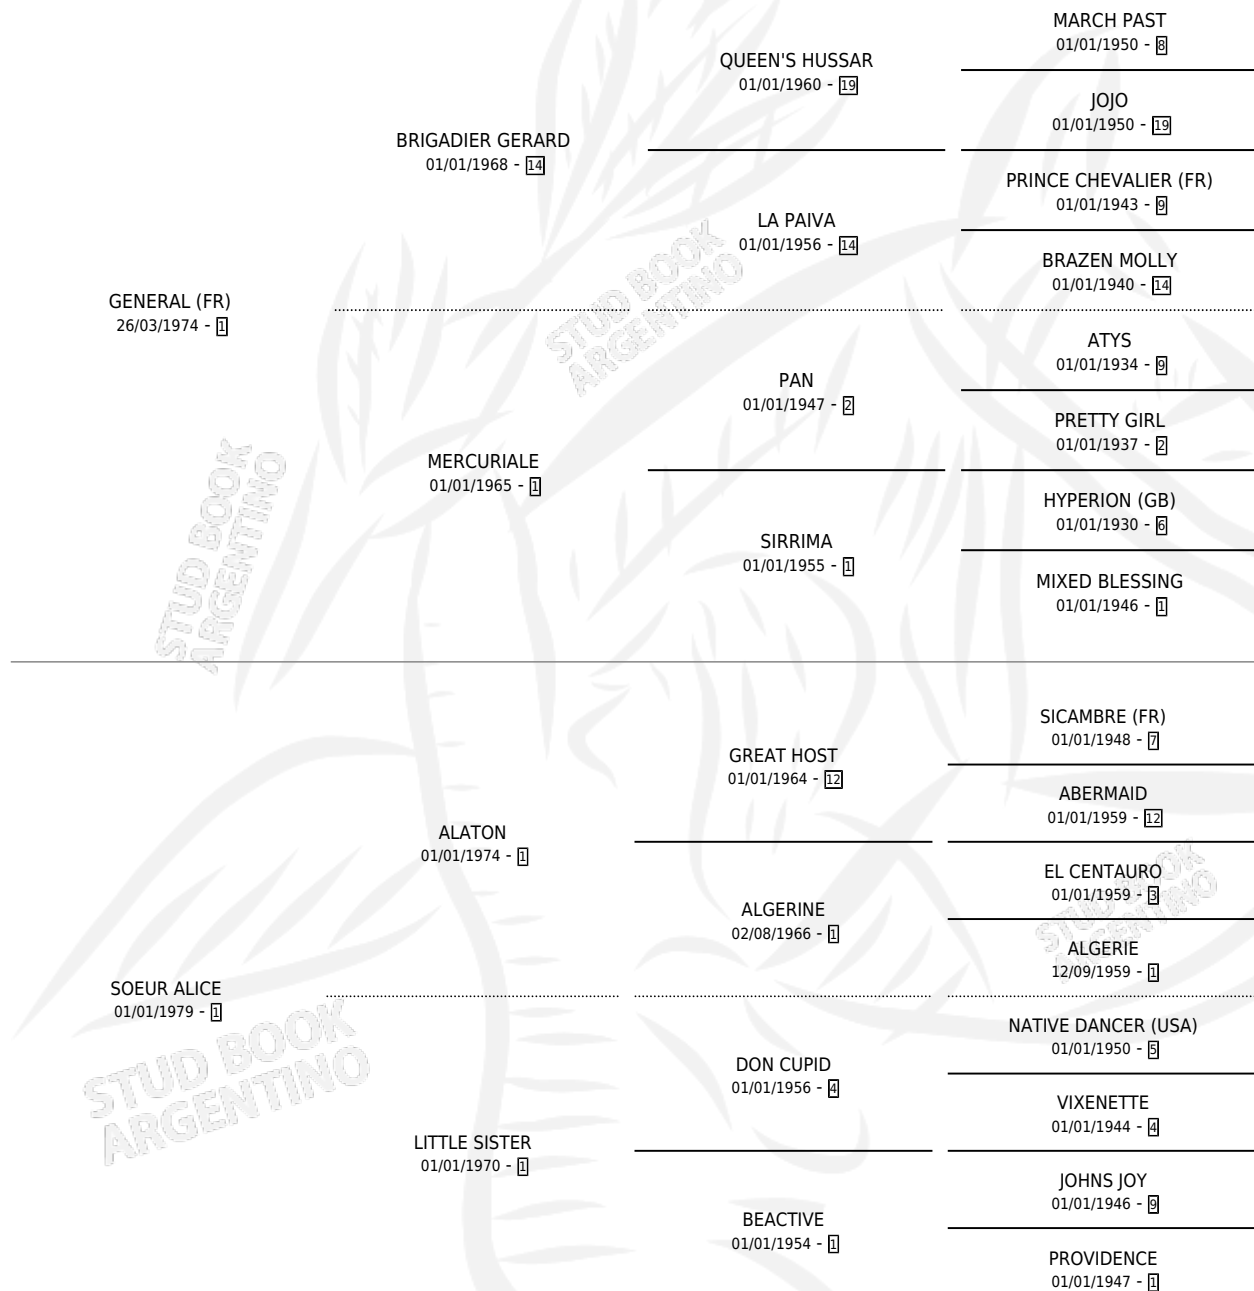 MARCH PAST
01/01/1950 - 8
QUEEN'S HUSSAR
01/01/1960 - 19
JOJO
01/01/1950 - 19
BRIGADIER GERARD
01/01/1968 - 14
PRINCE CHEVALIER (FR)
01/01/1943 - 9
LA PAIVA
01/01/1956 - 14
BRAZEN MOLLY
01/01/1940 - 14
GENERAL (FR)
26/03/1974 - 1
ATYS
01/01/1934 - 9
PAN
01/01/1947 - 2
PRETTY GIRL
01/01/1937 - 2
MERCURIALE
01/01/1965 - 1
HYPERION (GB)
01/01/1930 - 6
SIRRIMA
01/01/1955 - 1
MIXED BLESSING
01/01/1946 - 1
STUD BOOK
ARGENTINO
STUD BOOK
ARGENTINO
SICAMBRE (FR)
01/01/1948 - 7
GREAT HOST
01/01/1964 - 12
ABERMAID
01/01/1959 - 12
ALATON
01/01/1974 - 1
EL CENTAURO
01/01/1959 - 3
ALGERINE
02/08/1966 - 1
ALGERIE
12/09/1959 - 1
STUD BOOK
ARGENTINO
SOEUR ALICE
01/01/1979 - 1
NATIVE DANCER (USA)
01/01/1950 - 5
DON CUPID
01/01/1956 - 4
VIXENETTE
01/01/1944 - 4
STUD BOOK
ARGENTINO
LITTLE SISTER
01/01/1970 - 1
JOHNS JOY
01/01/1946 - 9
BEACTIVE
01/01/1954 - 1
PROVIDENCE
01/01/1947 - 1